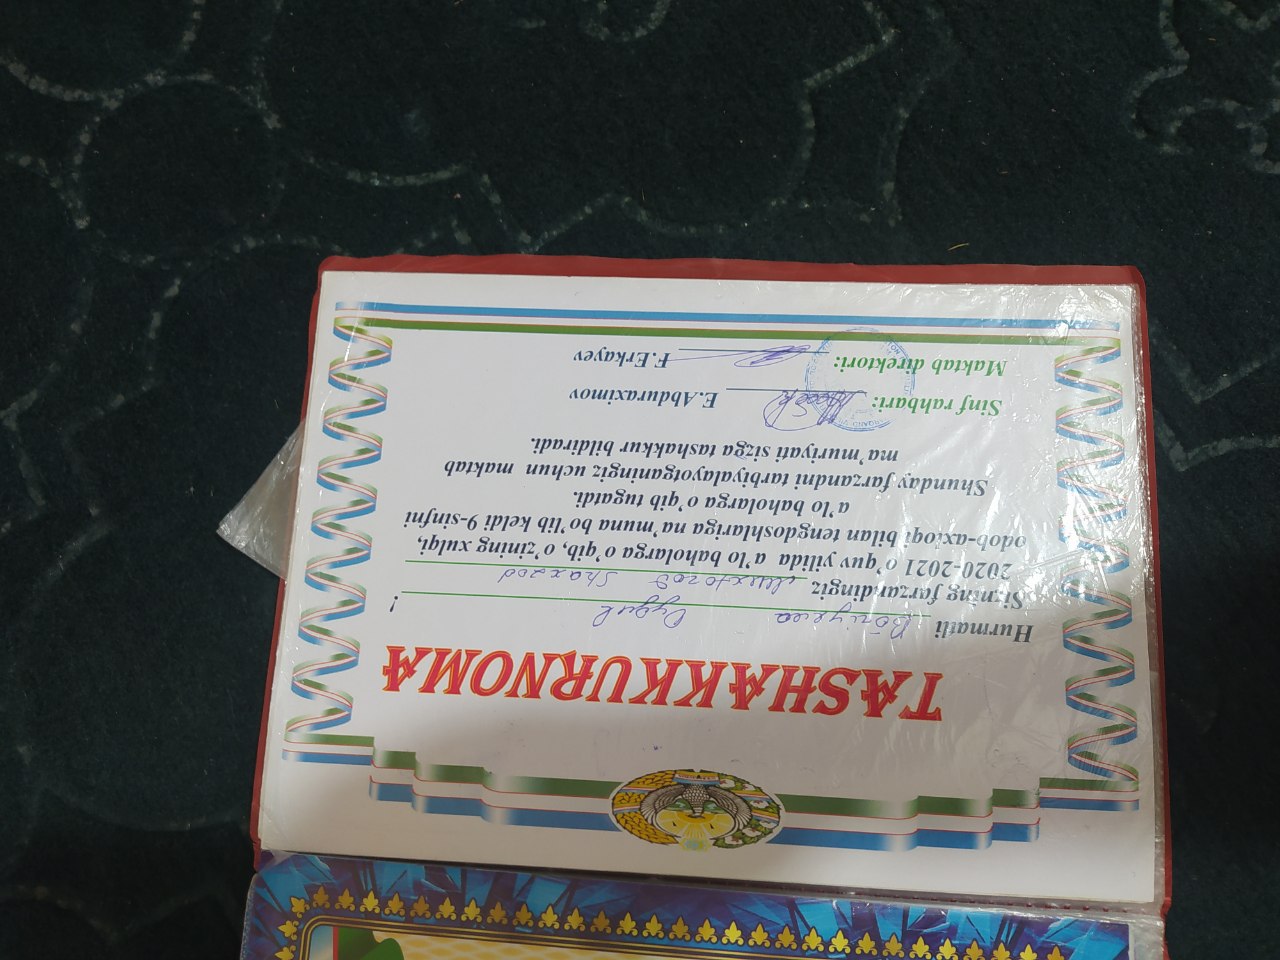 TASHAKKURNOMA
Hurmatli !
Sizning farzandingiz Muxtorov Shaxzod
2020-2021 o'quv yilida a'lo baholarga o'qib, o'zining xulqi,
odob-axloqi bilan tengdoshlariga na'muna bo'lib keldi 9-sinfni
a'lo baholarga o'qib tugatdi.
Shunday farzandni tarbiyalayotganingiz uchun maktab
ma'muriyati sizga tashakkur bildiradi.
Sinf rahbari: E.Abduraximov
Maktab direktori: F.Erkayev